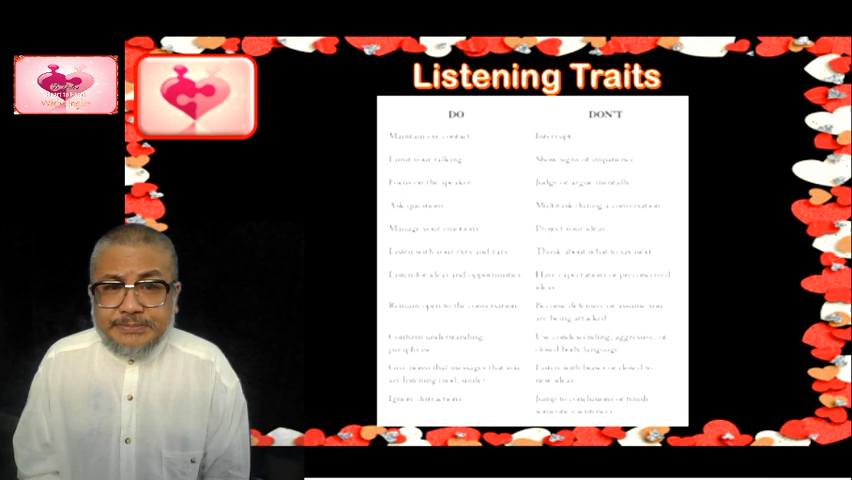 Listening Traits
DO DON'T
Maintain eye contact Interrupt
Limit your talking Show signs of impatience
Focus on the speaker Judge or argue mentally
Ask questions Multitask during a conversation
Manage your emotions Project your ideas
Listen with your eyes and ears Think about what to say next
Listen for ideas and opportunities Have expectations or preconceived
ideas
Remain open to the conversation Become defensive or assume you
are being attacked
Confirm understanding, Use condescending, aggressive, or
paraphrase closed body language
Give nonverbal messages that you Listen with biases or closed to
are listening (nod, smile) new ideas
Ignore distractions Jump to conclusions or finish
someone's sentences